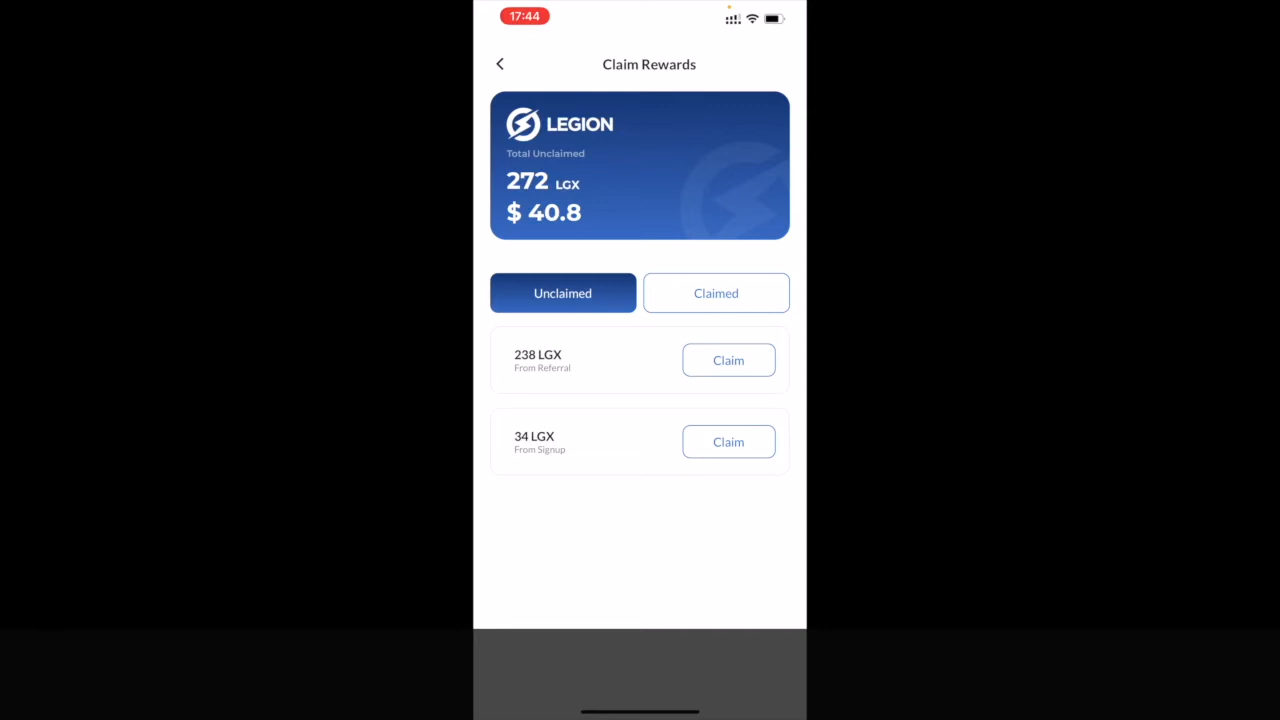 17:44
Claim Rewards
LEGION
Total Unclaimed
272 LGX
$ 40.8
Unclaimed
Claimed
238 LGX
From Referral
Claim
34 LGX
From Signup
Claim